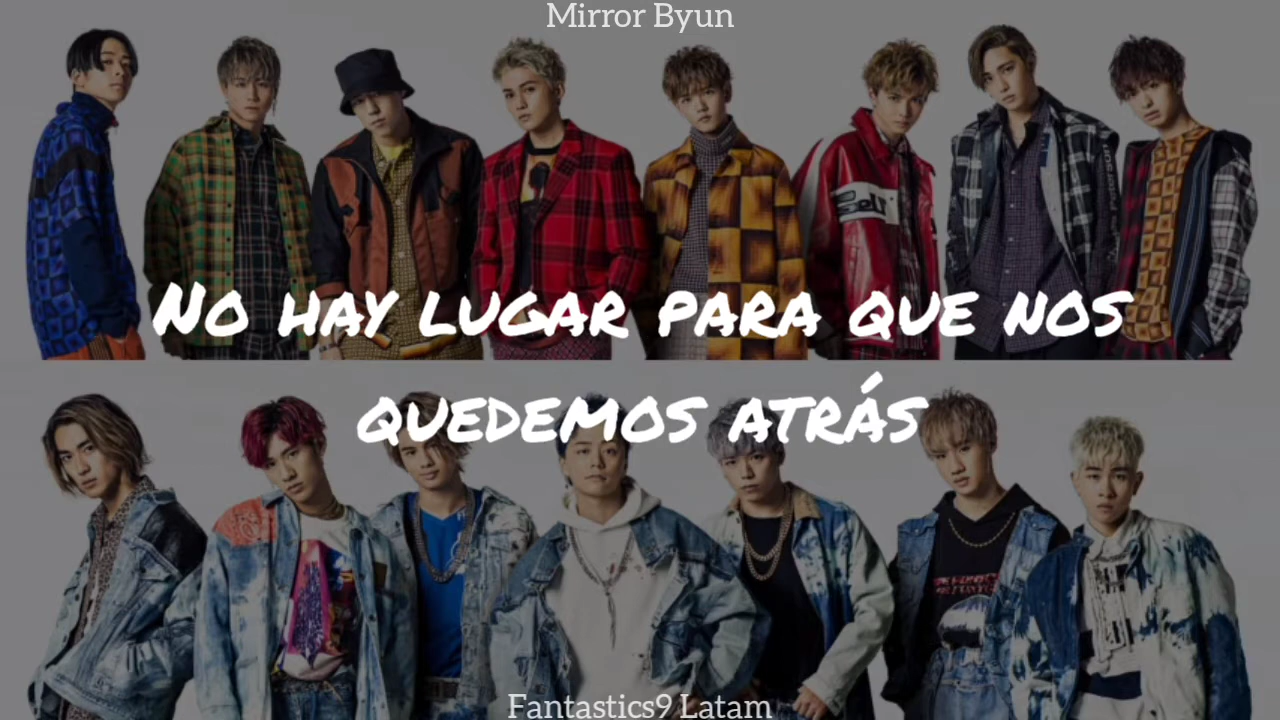 Mirror Byun
No hay lugar para que nos
quedemos atrás
Fantastics9 Latam